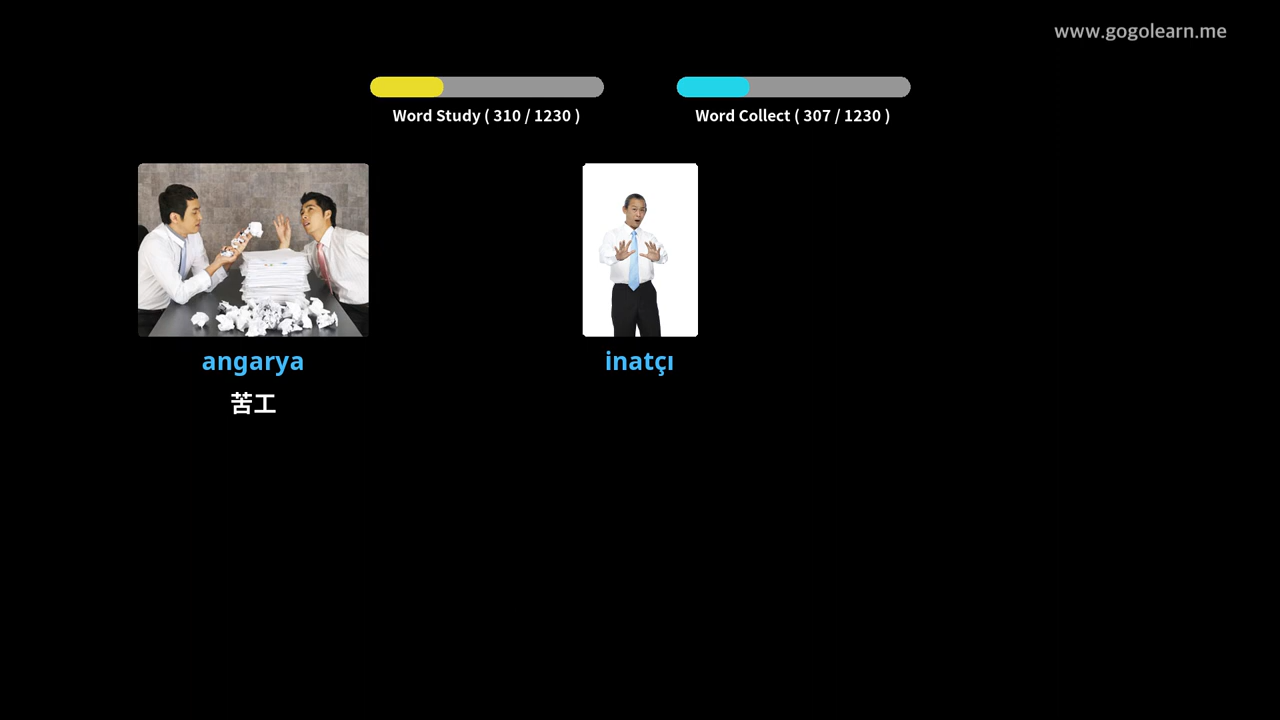 www.gogolearn.me
Word Study ( 310 / 1230 )
Word Collect ( 307 / 1230 )
angarya
苦工
inatçı